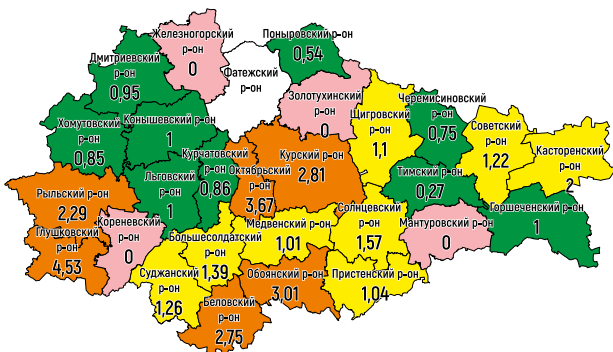 Железногорский
р-он
0
Поныровский р-он
0,54
Дмитриевский
р-он
0,95
Фатежский
р-он
Золотухинский
р-он
0
Черемисиновский
р-он
0,75
Щигровский
р-он
1,1
Советский
р-он
1,22
Касторенский
р-он
2
Хомутовский
р-он
0,85
Конышевский р-он
1
Курчатовский
р-он
0,86
Октябрьский
р-он
3,67
Курский р-он
2,81
Тимский р-он
0,27
Льговский
р-он
1
Рыльский р-он
2,29
Глушковский
р-он
4,53
Кореневский
р-он
0
Большесолдатский
р-он
1,39
Медвенский р-он
1,01
Солнцевский
р-он
1,57
Мантуровский р-он
0
Горшеченский р-он
1
Суджанский
р-он
1,26
Беловский
р-он
2,75
Обоянский р-он
3,01
Пристенский р-он
1,04